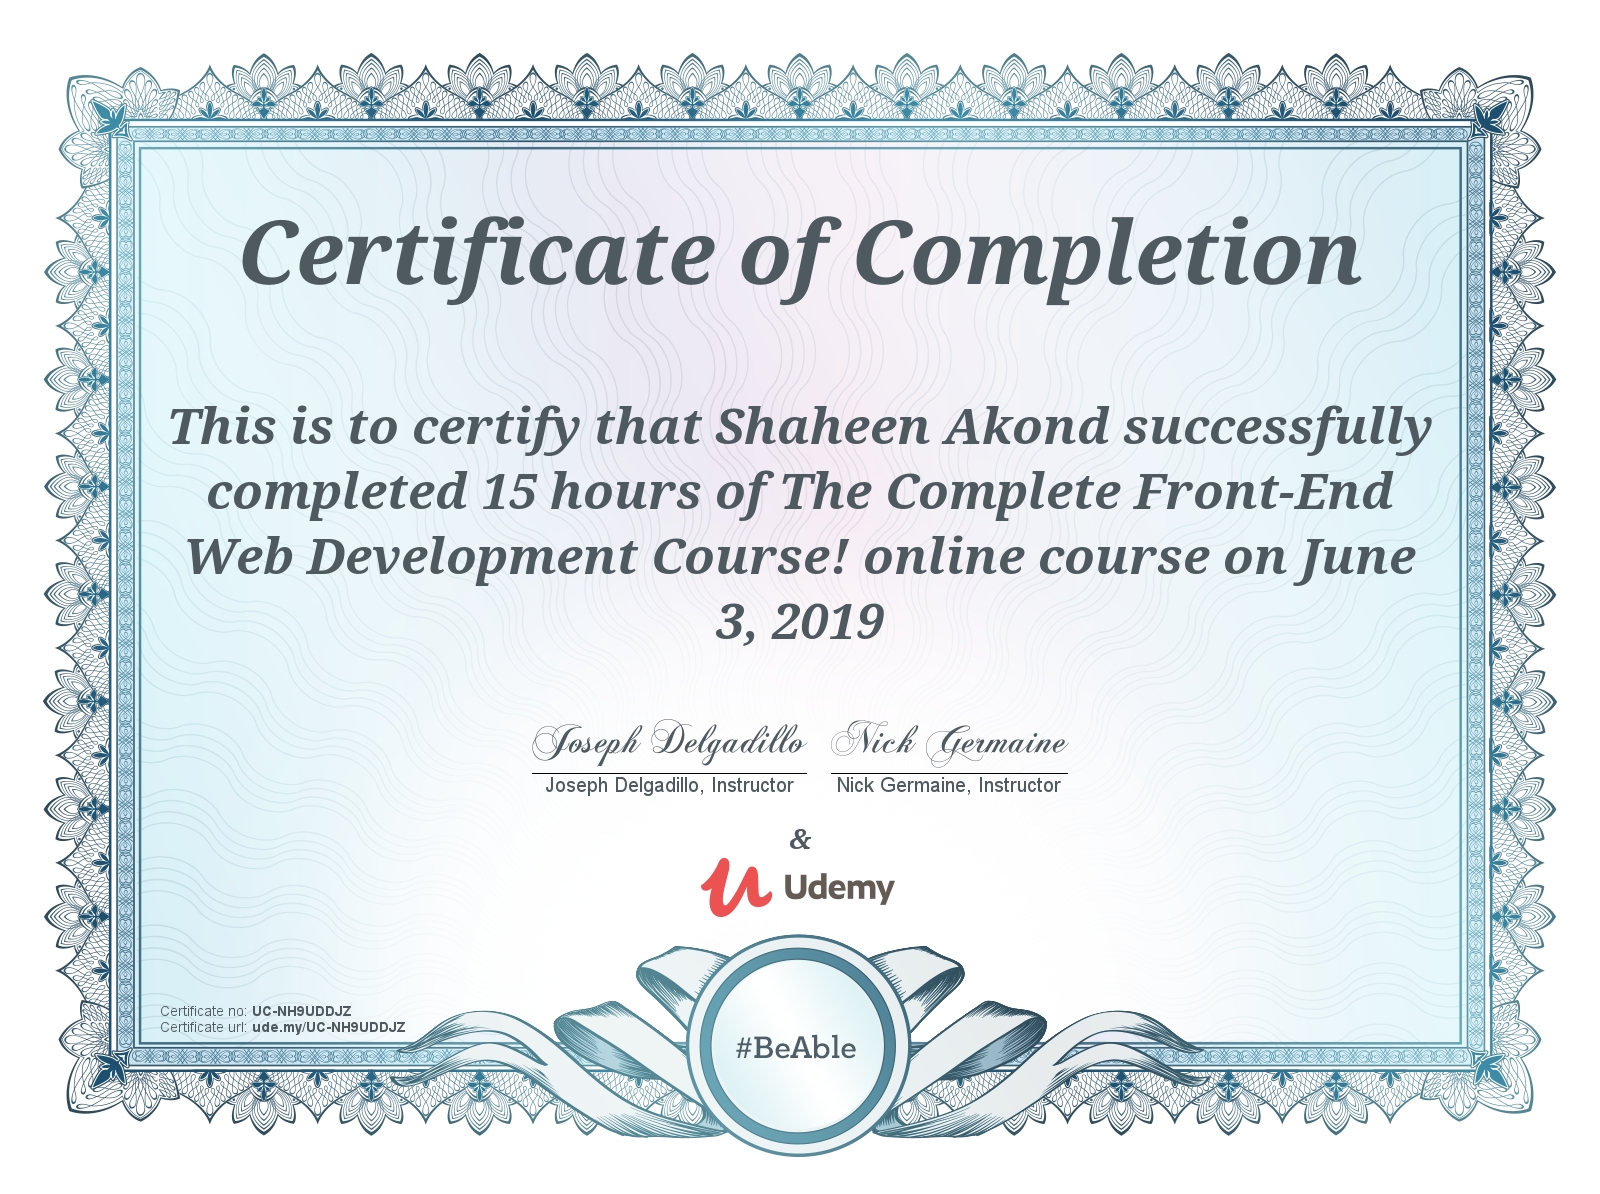 Certificate of Completion
This is to certify that Shaheen Akond successfully
completed 15 hours of The Complete Front-End
Web Development Course! online course on June
3, 2019
Joseph Delgadillo Nick Germaine
Joseph Delgadillo, Instructor Nick Germaine, Instructor
&
Udemy
Certificate no: UC-NH9UDDJZ
Certificate url: ude.my/UC-NH9UDDJZ
#BeAble